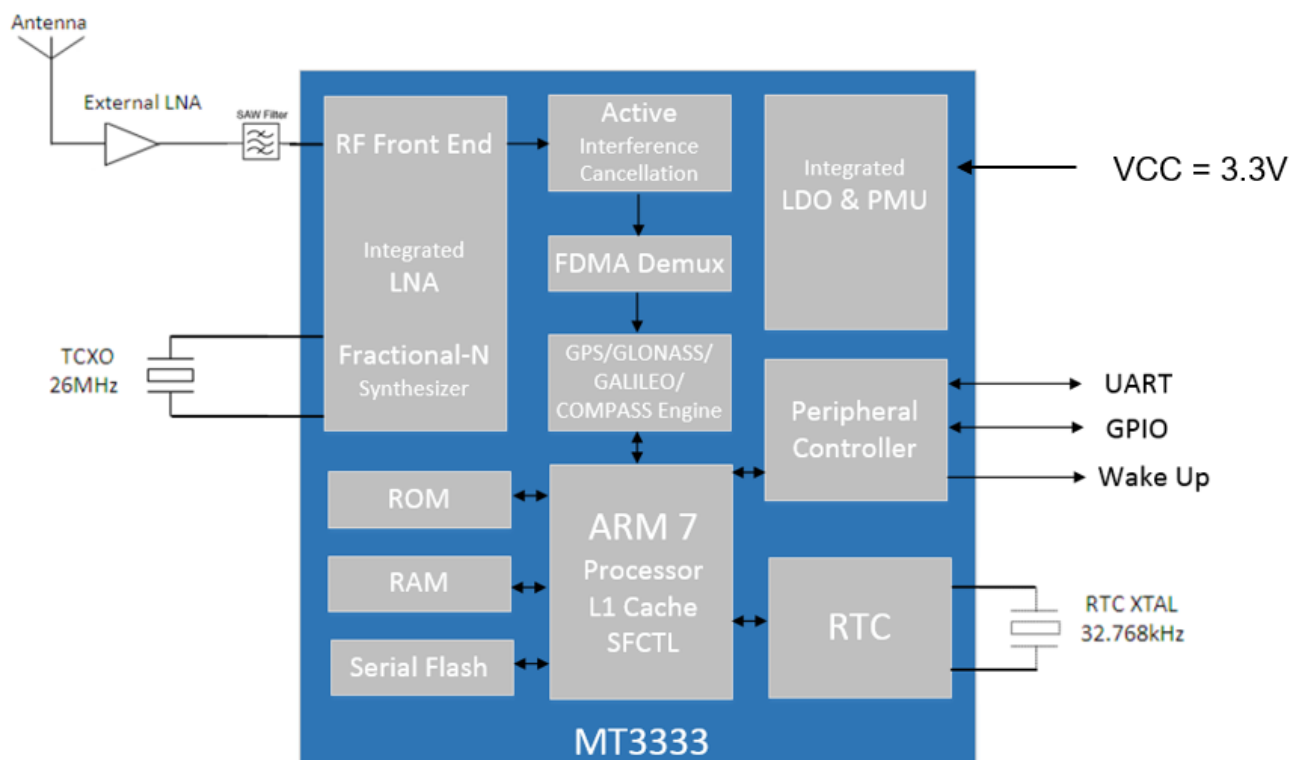 Antenna
External LNA
SAW Filter
RF Front End
Integrated
LNA
Fractional-N
Synthesizer
TCXO
26MHz
Active
Interference
Cancellation
FDMA Demux
GPS/GLONASS/
GALILEO/
COMPASS Engine
Integrated
LDO & PMU
VCC = 3.3V
Peripheral
Controller
UART
GPIO
Wake Up
ROM
RAM
Serial Flash
ARM 7
Processor
L1 Cache
SFCTL
RTC
RTC XTAL
32.768kHz
MT3333